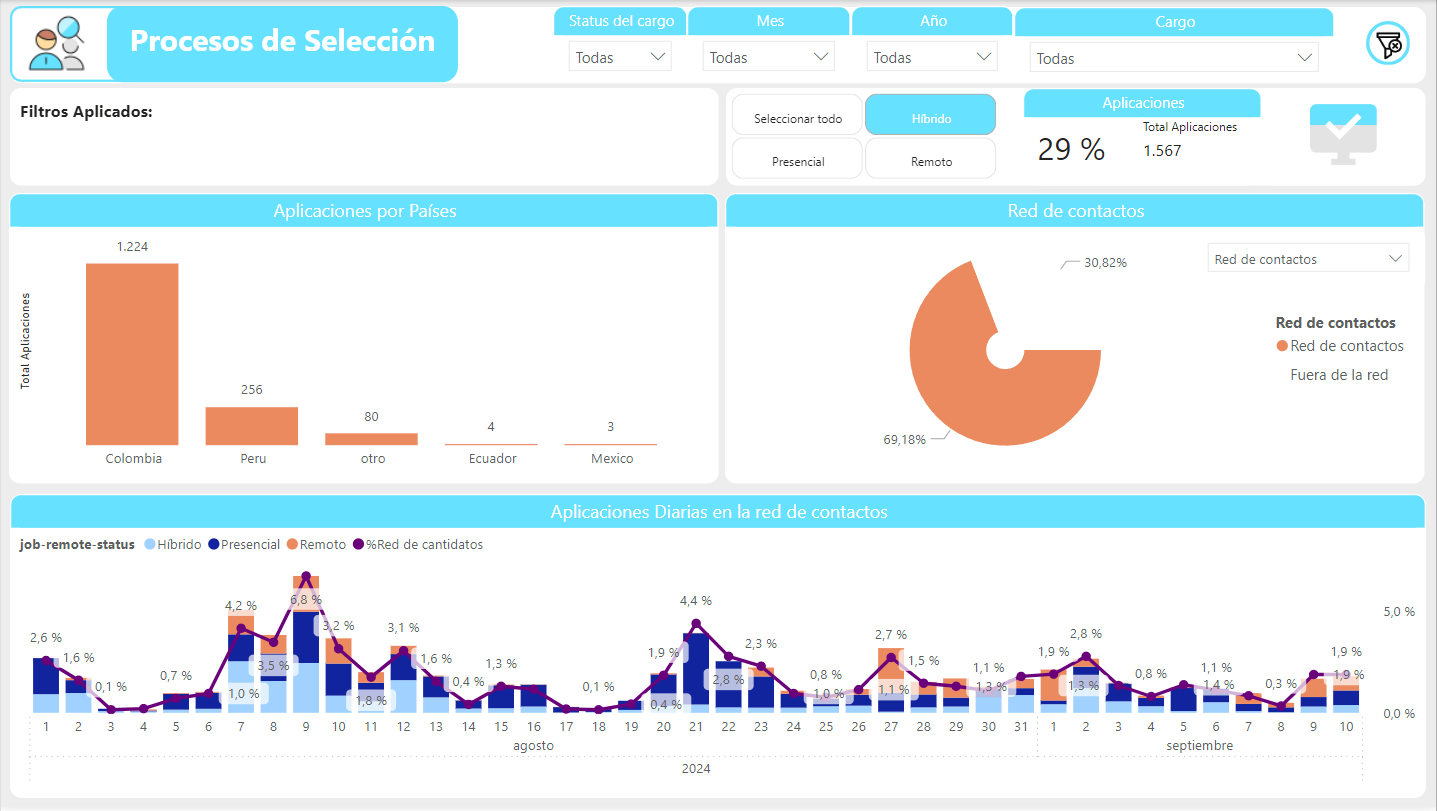 Procesos de Selección
Status del cargo
Todas
Mes
Todas
Año
Todas
Cargo
Todas
Filtros Aplicados:
Seleccionar todo
Híbrido
Presencial
Remoto
Aplicaciones
29 %
Total Aplicaciones
1.567
Aplicaciones por Países
Total Aplicaciones
1.224
256
80
4
3
Colombia
Peru
otro
Ecuador
Mexico
Red de contactos
Red de contactos
30,82%
69,18%
Red de contactos
Red de contactos
Fuera de la red
Aplicaciones Diarias en la red de contactos
job-remote-status Híbrido Presencial Remoto %Red de cantidatos
2,6 %
1,6 %
0,1 %
0,7 %
4,2 %
1,0 %
3,5 %
6,8 %
3,2 %
1,8 %
3,1 %
1,6 %
0,4 %
1,3 %
0,1 %
1,9 %
0,4 %
4,4 %
2,8 %
2,3 %
0,8 %
1,0 %
2,7 %
1,1 %
1,5 %
1,1 %
1,3 %
1,9 %
2,8 %
1,3 %
0,8 %
1,1 %
1,4 %
0,3 %
1,9 %
1,9 %
5,0 %
0,0 %
1 2 3 4 5 6 7 8 9 10 11 12 13 14 15 16 17 18 19 20 21 22 23 24 25 26 27 28 29 30 31 1 2 3 4 5 6 7 8 9 10
agosto septiembre
2024